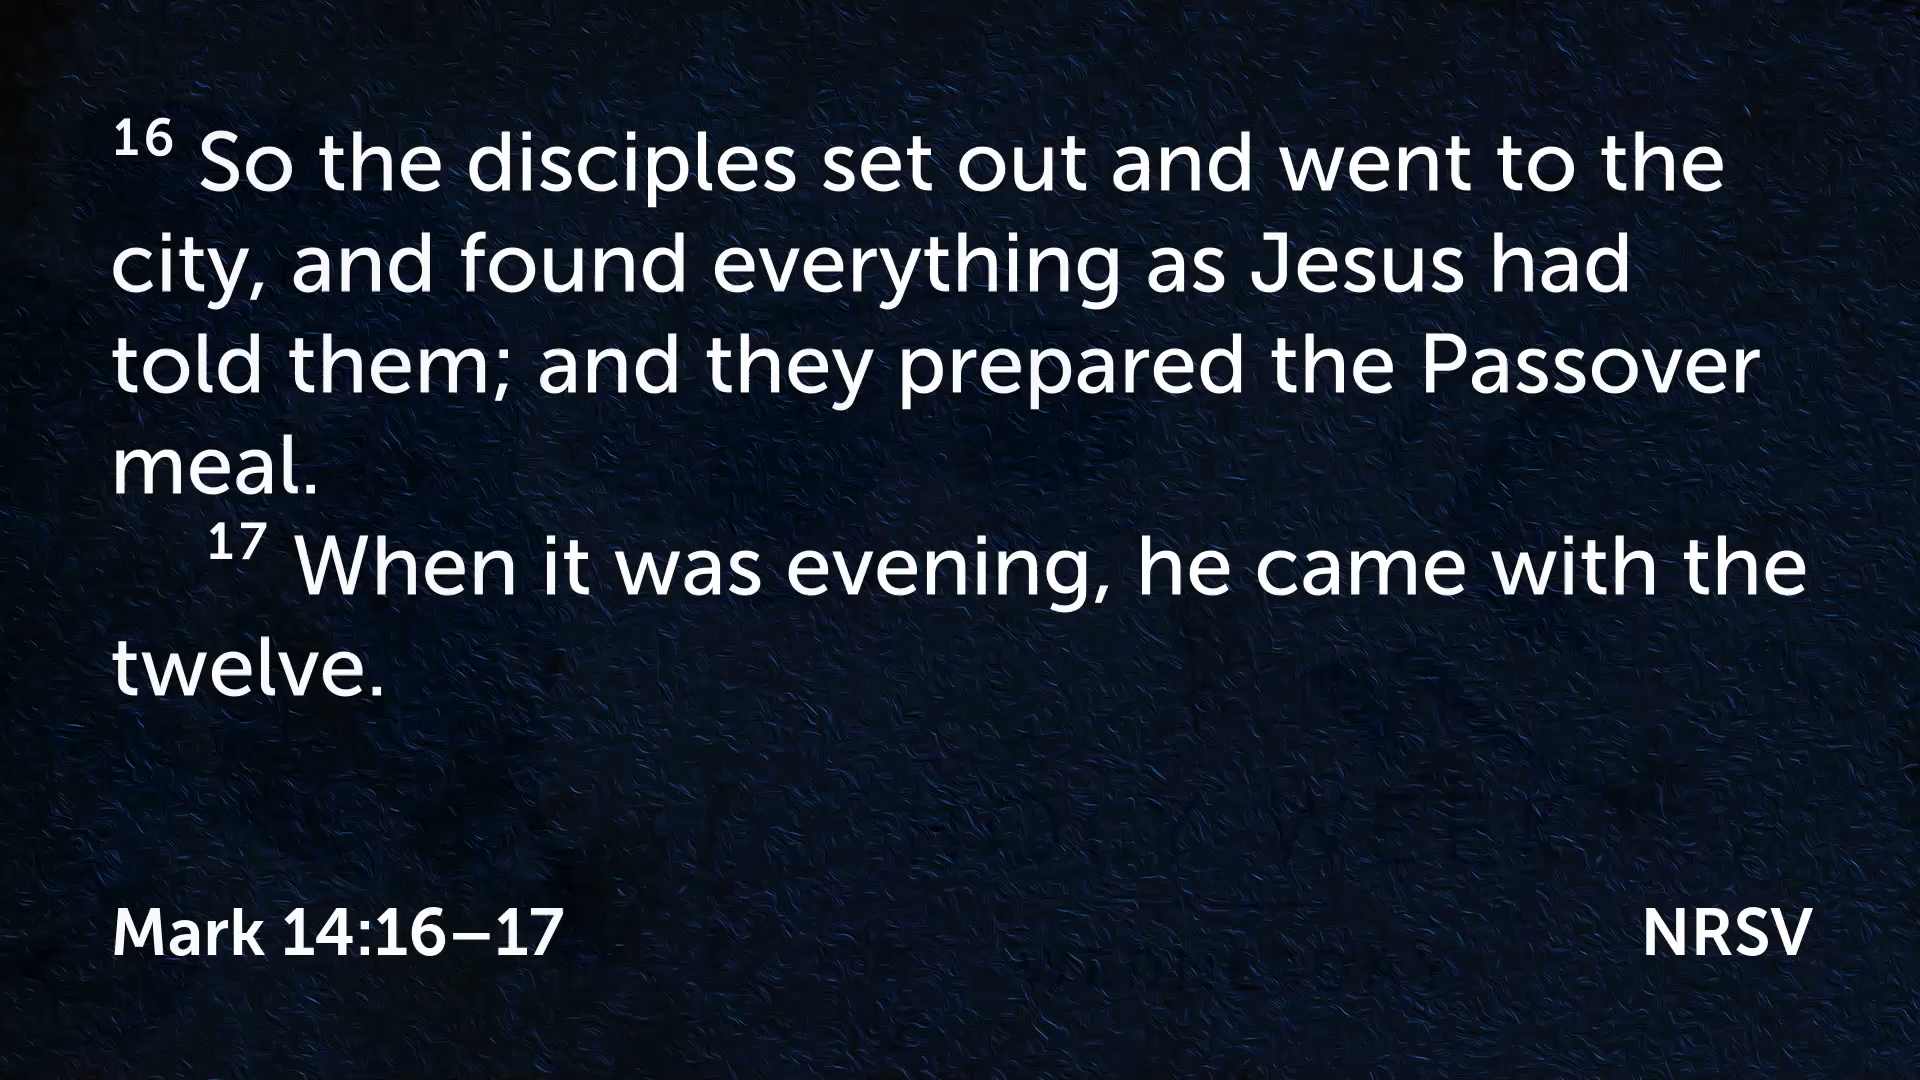 16 So the disciples set out and went to the
city, and found everything as Jesus had
told them; and they prepared the Passover
meal.
17 When it was evening, he came with the
twelve.
Mark 14:16–17
NRSV